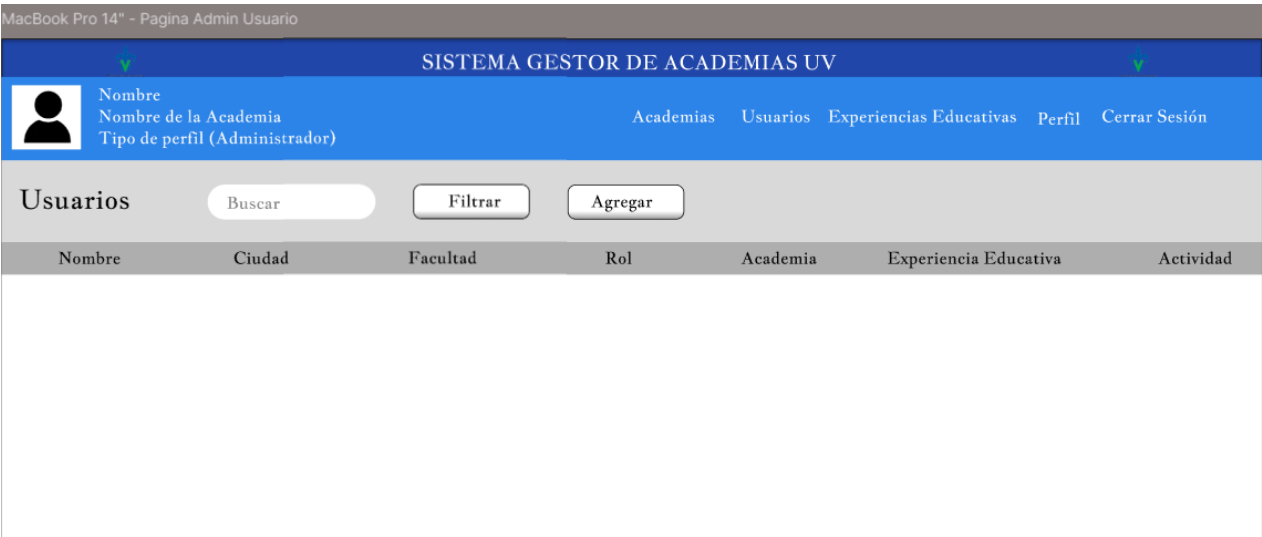 MacBook Pro 14" - Pagina Admin Usuario
SISTEMA GESTOR DE ACADEMIAS UV
Nombre
Nombre de la Academia
Tipo de perfil (Administrador)
Academias Usuarios Experiencias Educativas Perfil Cerrar Sesión
Usuarios Buscar Filtrar Agregar
Nombre Ciudad Facultad Rol Academia Experiencia Educativa Actividad